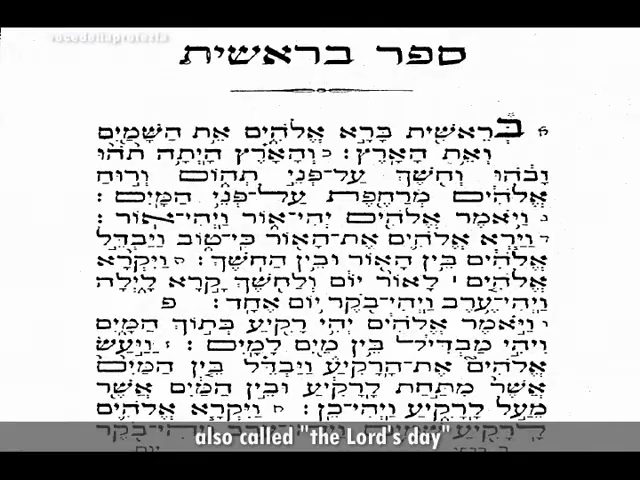 vocedellaprofezia
ספר בראשית
א בְּרֵאשִׁית בָּרָא אֱלֹהִים אֵת הַשָּׁמַיִם
וְאֵת הָאָרֶץ׃ ב וְהָאָרֶץ הָיְתָה תֹהוּ
וָבֹהוּ וְחֹשֶׁךְ עַל־פְּנֵי תְהוֹם וְרוּחַ
אֱלֹהִים מְרַחֶפֶת עַל־פְּנֵי הַמָּיִם׃
ג וַיֹּאמֶר אֱלֹהִים יְהִי־אוֹר וַיְהִי־אוֹר׃
ד וַיַּרְא אֱלֹהִים אֶת־הָאוֹר כִּי־טוֹב וַיַּבְדֵּל
אֱלֹהִים בֵּין הָאוֹר וּבֵין הַחֹשֶׁךְ׃ ה וַיִּקְרָא
אֱלֹהִים ׀ לָאוֹר יוֹם וְלַחֹשֶׁךְ קָרָא לָיְלָה
וַיְהִי־עֶרֶב וַיְהִי־בֹקֶר יוֹם אֶחָד׃ פ
ו וַיֹּאמֶר אֱלֹהִים יְהִי רָקִיעַ בְּתוֹךְ הַמָּיִם
וִיהִי מַבְדִּיל בֵּין מַיִם לָמָיִם׃ ז וַיַּעַשׂ
אֱלֹהִים אֶת־הָרָקִיעַ וַיַּבְדֵּל בֵּין הַמַּיִם
אֲשֶׁר מִתַּחַת לָרָקִיעַ וּבֵין הַמַּיִם אֲשֶׁר
מֵעַל לָרָקִיעַ וַיְהִי־כֵן׃ ח וַיִּקְרָא אֱלֹהִים
also called "the Lord's day"